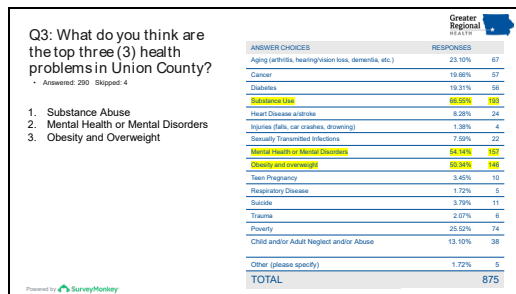 Q3: What do you think are
the top three (3) health
problems in Union County?
• Answered: 290 Skipped: 4
1. Substance Abuse
2. Mental Health or Mental Disorders
3. Obesity and Overweight
Greater
Regional
HEALTH
ANSWER CHOICES RESPONSES
Aging (arthritis, hearing/vision loss, dementia, etc.) 23.10% 67
Cancer 19.66% 57
Diabetes 19.31% 56
Substance Use 66.55% 193
Heart Disease a/stroke 8.28% 24
Injuries (falls, car crashes, drowning) 1.38% 4
Sexually Transmitted Infections 7.59% 22
Mental Health or Mental Disorders 54.14% 157
Obesity and overweight 50.34% 146
Teen Pregnancy 3.45% 10
Respiratory Disease 1.72% 5
Suicide 3.79% 11
Trauma 2.07% 6
Poverty 25.52% 74
Child and/or Adult Neglect and/or Abuse 13.10% 38
Other (please specify) 1.72% 5
TOTAL 875
Powered by SurveyMonkey